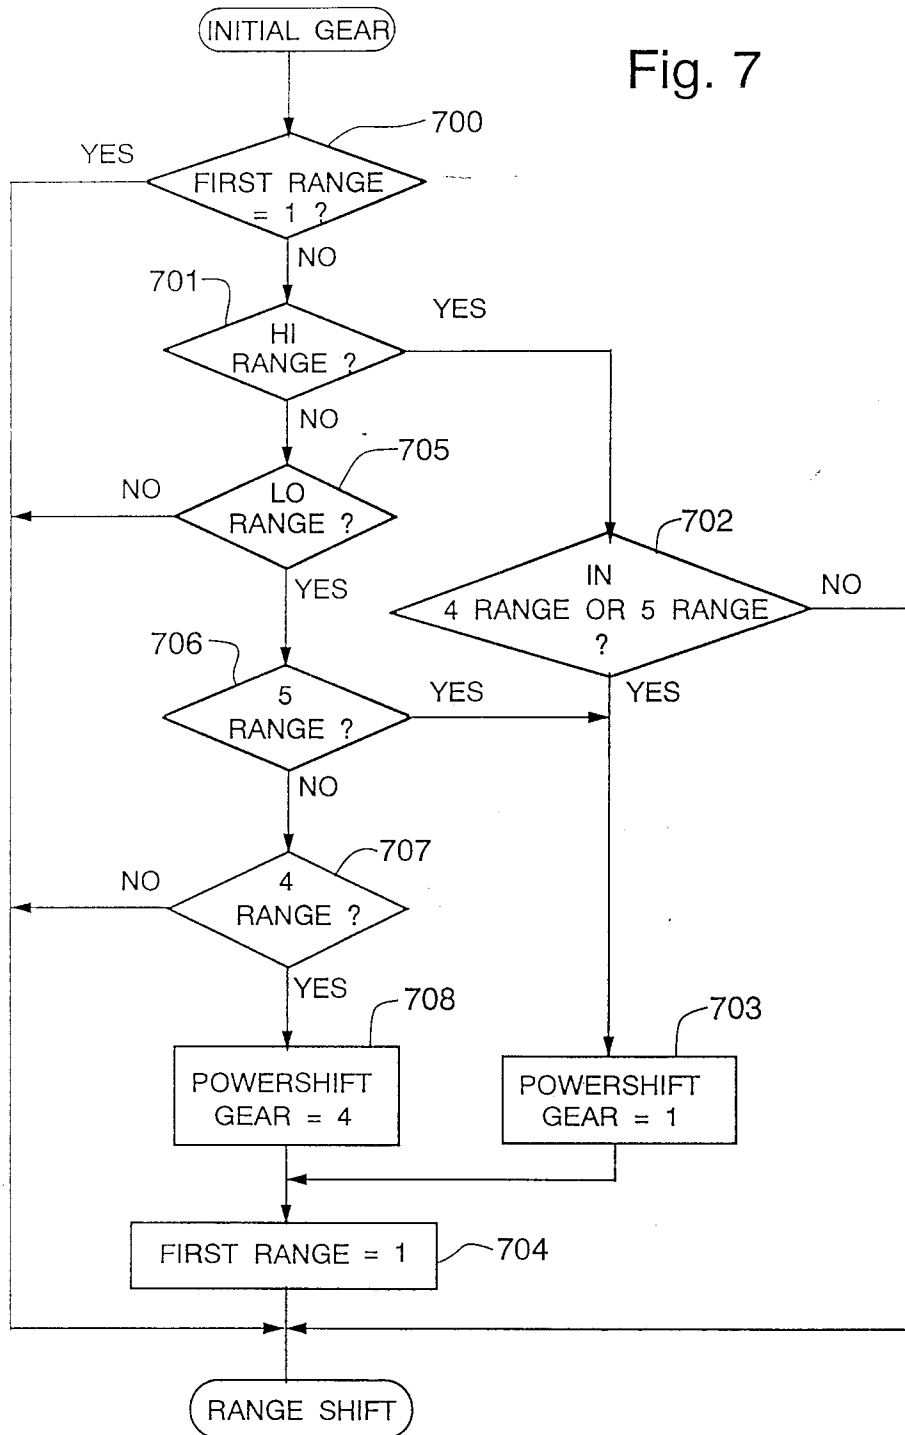 INITIAL GEAR
Fig. 7
700
YES
FIRST RANGE
= 1 ?
NO
701
YES
HI
RANGE ?
NO
705
NO
LO
RANGE ?
702
YES
IN
4 RANGE OR 5 RANGE
?
NO
706
YES
YES
5
RANGE ?
NO
707
NO
4
RANGE ?
YES
708
703
POWERSHIFT
GEAR = 4
POWERSHIFT
GEAR = 1
FIRST RANGE = 1
704
RANGE SHIFT